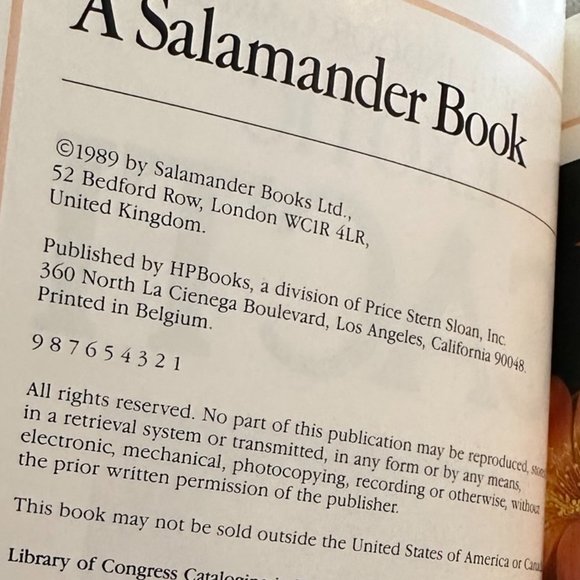 A Salamander Book
©1989 by Salamander Books Ltd.,
52 Bedford Row, London WC1R 4LR,
United Kingdom.
Published by HPBooks, a division of Price Stern Sloan, Inc.
360 North La Cienega Boulevard, Los Angeles, California 90048.
Printed in Belgium.
9 8 7 6 5 4 3 2 1
All rights reserved. No part of this publication may be reproduced,
in a retrieval system or transmitted, in any form or by any means,
electronic, mechanical, photocopying, recording or otherwise, without
the prior written permission of the publisher.
This book may not be sold outside the United States of America or
Library of Congress